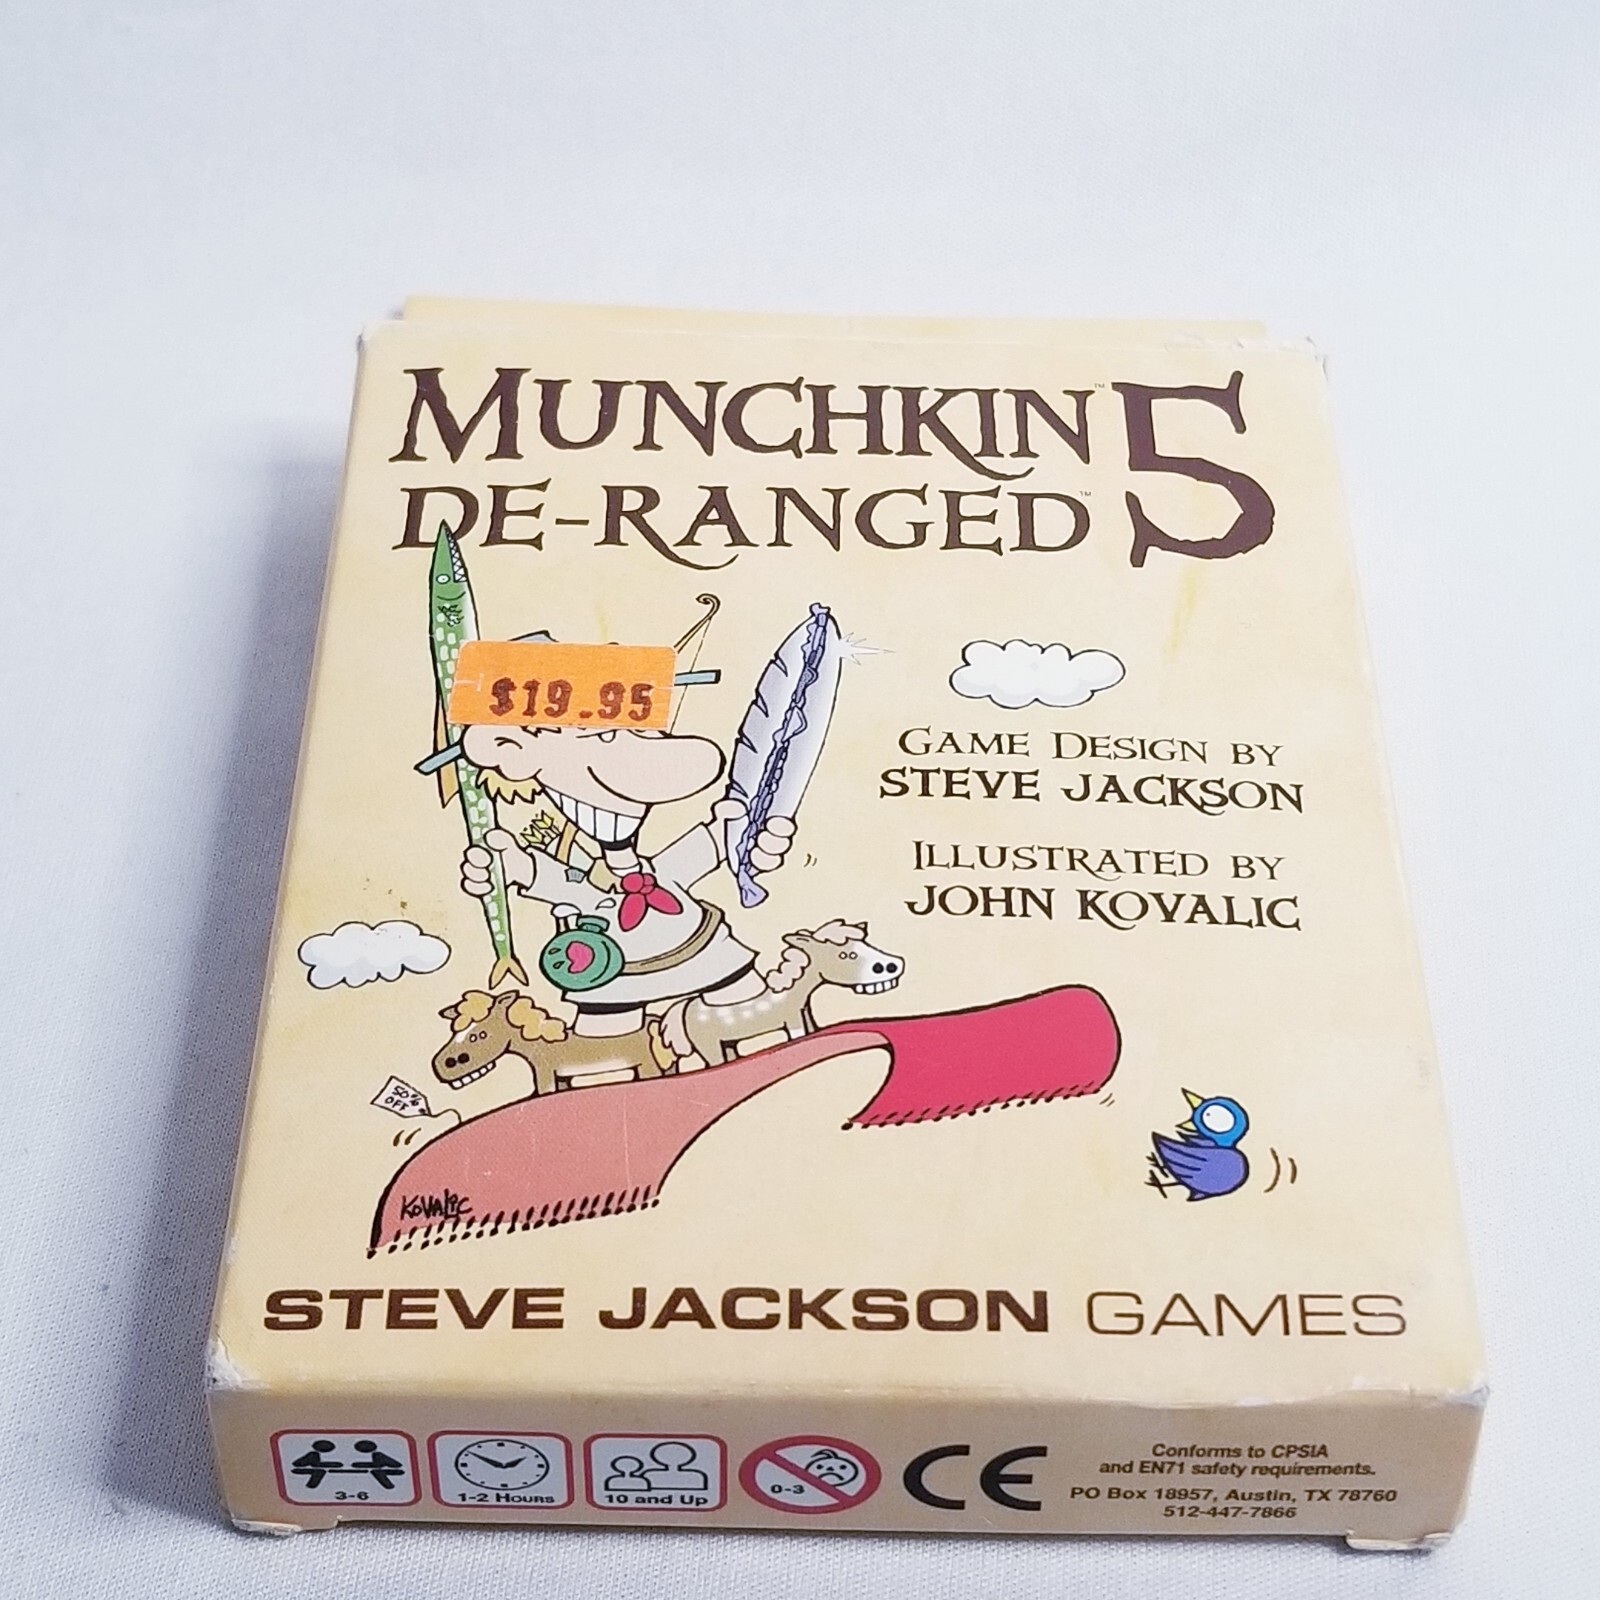 MUNCHKIN™ 5
DE-RANGED™
$19.95
GAME DESIGN BY
STEVE JACKSON
ILLUSTRATED BY
JOHN KOVALIC
50%
OFF
KOVALIC
STEVE JACKSON GAMES
3-6
1-2 HOURS
10 and Up
0-3
CE
Conforms to CPSIA
and EN71 safety requirements.
PO Box 18957, Austin, TX 78760
512-447-7866